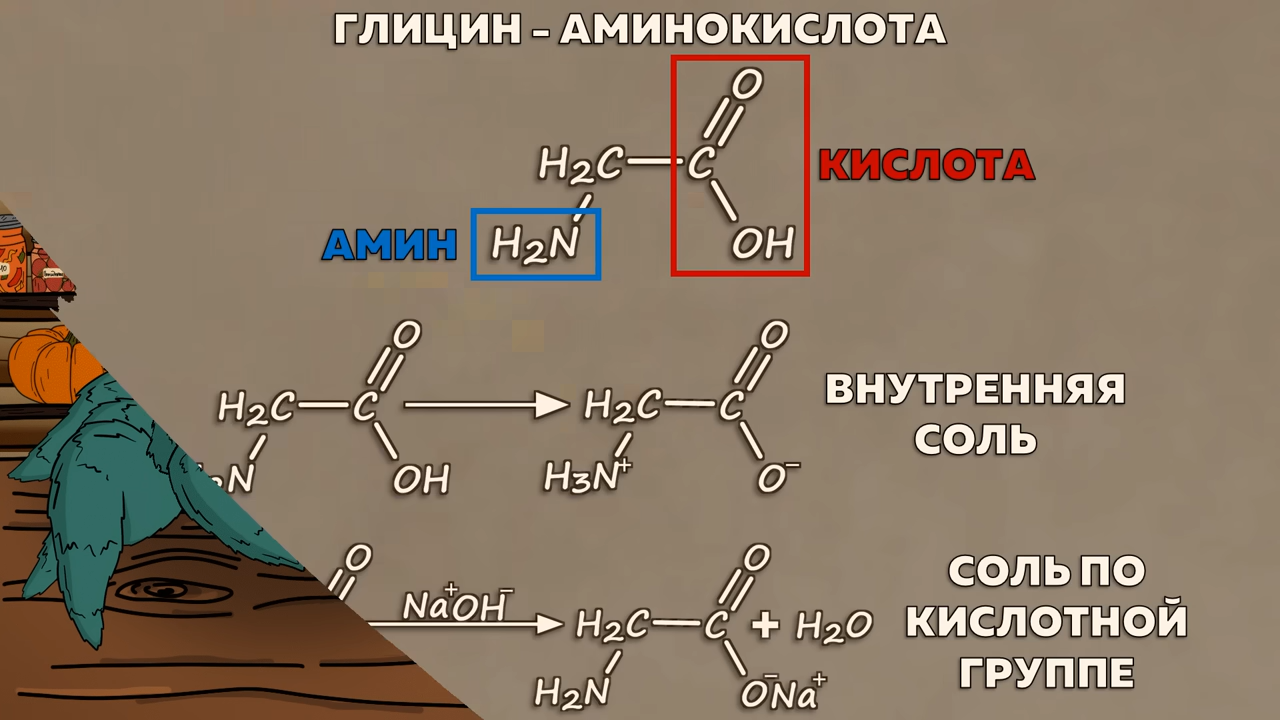 ГЛИЦИН – АМИНОКИСЛОТА
O
H2C C КИСЛОТА
АМИН H2N OH
O O
H2C C H2C C ВНУТРЕННЯЯ
СОЛЬ
N OH H3N+ O−
O O СОЛЬ ПО
Na+OH− H2C C + H2O КИСЛОТНОЙ
ГРУППЕ
H2N O−Na+